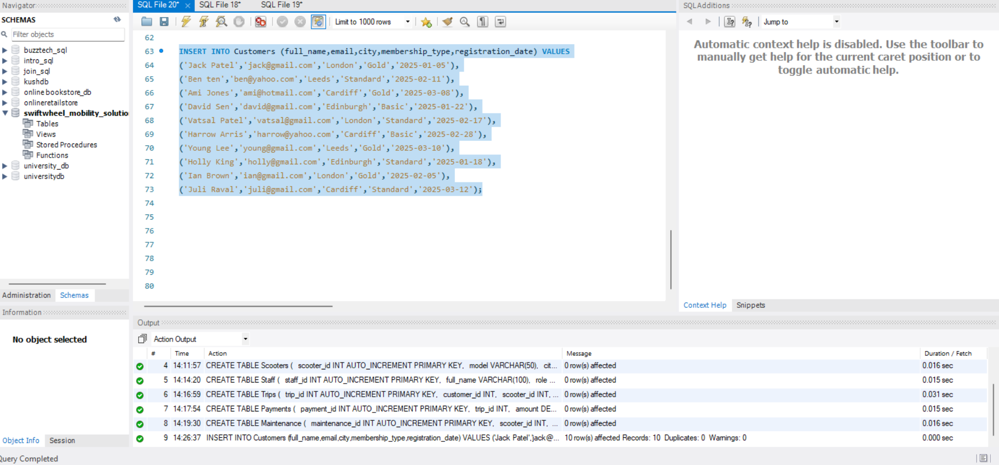 Navigator
SCHEMAS
Filter objects
buzztech_sql
intro_sql
join_sql
kushdb
online bookstore_db
onlineretailstore
swiftwheel_mobility_solutio
Tables
Views
Stored Procedures
Functions
university_db
universitydb
Administration Schemas
Information
No object selected
Object Info Session
Query Completed
SQL File 20* SQL File 18* SQL File 19*
Limit to 1000 rows
62
63 INSERT INTO Customers (full_name,email,city,membership_type,registration_date) VALUES
64 ('Jack Patel','jack@gmail.com','London','Gold','2025-01-05'),
65 ('Ben ten','ben@yahoo.com','Leeds','Standard','2025-02-11'),
66 ('Ami Jones','ami@hotmail.com','Cardiff','Gold','2025-03-08'),
67 ('David Sen','david@gmail.com','Edinburgh','Basic','2025-01-22'),
68 ('Vatsal Patel','vatsal@gmail.com','London','Standard','2025-02-17'),
69 ('Harrow Arris','harrow@yahoo.com','Cardiff','Basic','2025-02-28'),
70 ('Young Lee','young@gmail.com','Leeds','Gold','2025-03-10'),
71 ('Holly King','holly@gmail.com','Edinburgh','Standard','2025-01-18'),
72 ('Ian Brown','ian@gmail.com','London','Gold','2025-02-05'),
73 ('Juli Raval','juli@gmail.com','Cardiff','Standard','2025-03-12');
74
75
76
77
78
79
80
SQLAdditions
Jump to
Automatic context help is disabled. Use the toolbar to
manually get help for the current caret position or to
toggle automatic help.
Context Help Snippets
Output
Action Output
# Time Action Message Duration / Fetch
4 14:11:57 CREATE TABLE Scooters ( scooter_id INT AUTO_INCREMENT PRIMARY KEY, model VARCHAR(50), cit... 0 row(s) affected 0.016 sec
5 14:14:20 CREATE TABLE Staff ( staff_id INT AUTO_INCREMENT PRIMARY KEY, full_name VARCHAR(100), role ... 0 row(s) affected 0.015 sec
6 14:16:59 CREATE TABLE Trips ( trip_id INT AUTO_INCREMENT PRIMARY KEY, customer_id INT, scooter_id INT, ... 0 row(s) affected 0.031 sec
7 14:17:54 CREATE TABLE Payments ( payment_id INT AUTO_INCREMENT PRIMARY KEY, trip_id INT, amount DE... 0 row(s) affected 0.015 sec
8 14:19:30 CREATE TABLE Maintenance ( maintenance_id INT AUTO_INCREMENT PRIMARY KEY, scooter_id INT, ... 0 row(s) affected 0.016 sec
9 14:26:37 INSERT INTO Customers (full_name,email,city,membership_type,registration_date) VALUES ('Jack Patel','jack@... 10 row(s) affected Records: 10 Duplicates: 0 Warnings: 0 0.000 sec